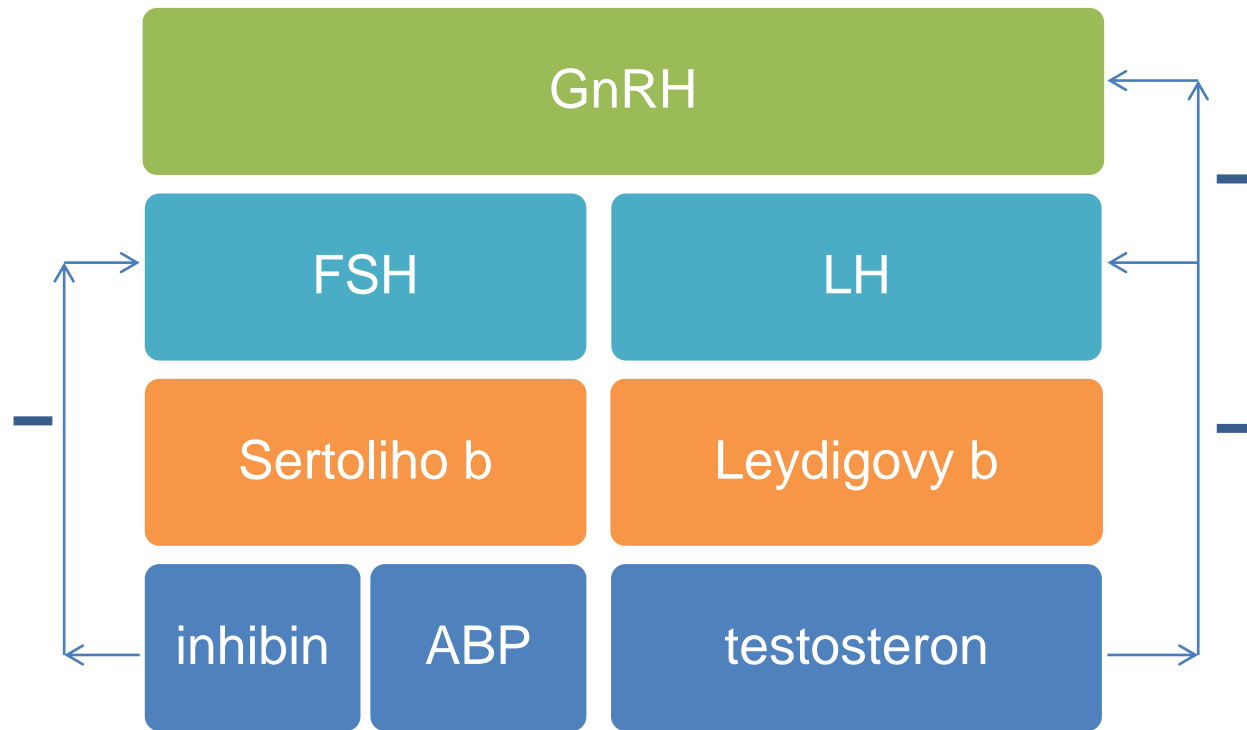 GnRH
FSH
LH
Sertoliho b
Leydigovy b
inhibin
ABP
testosteron